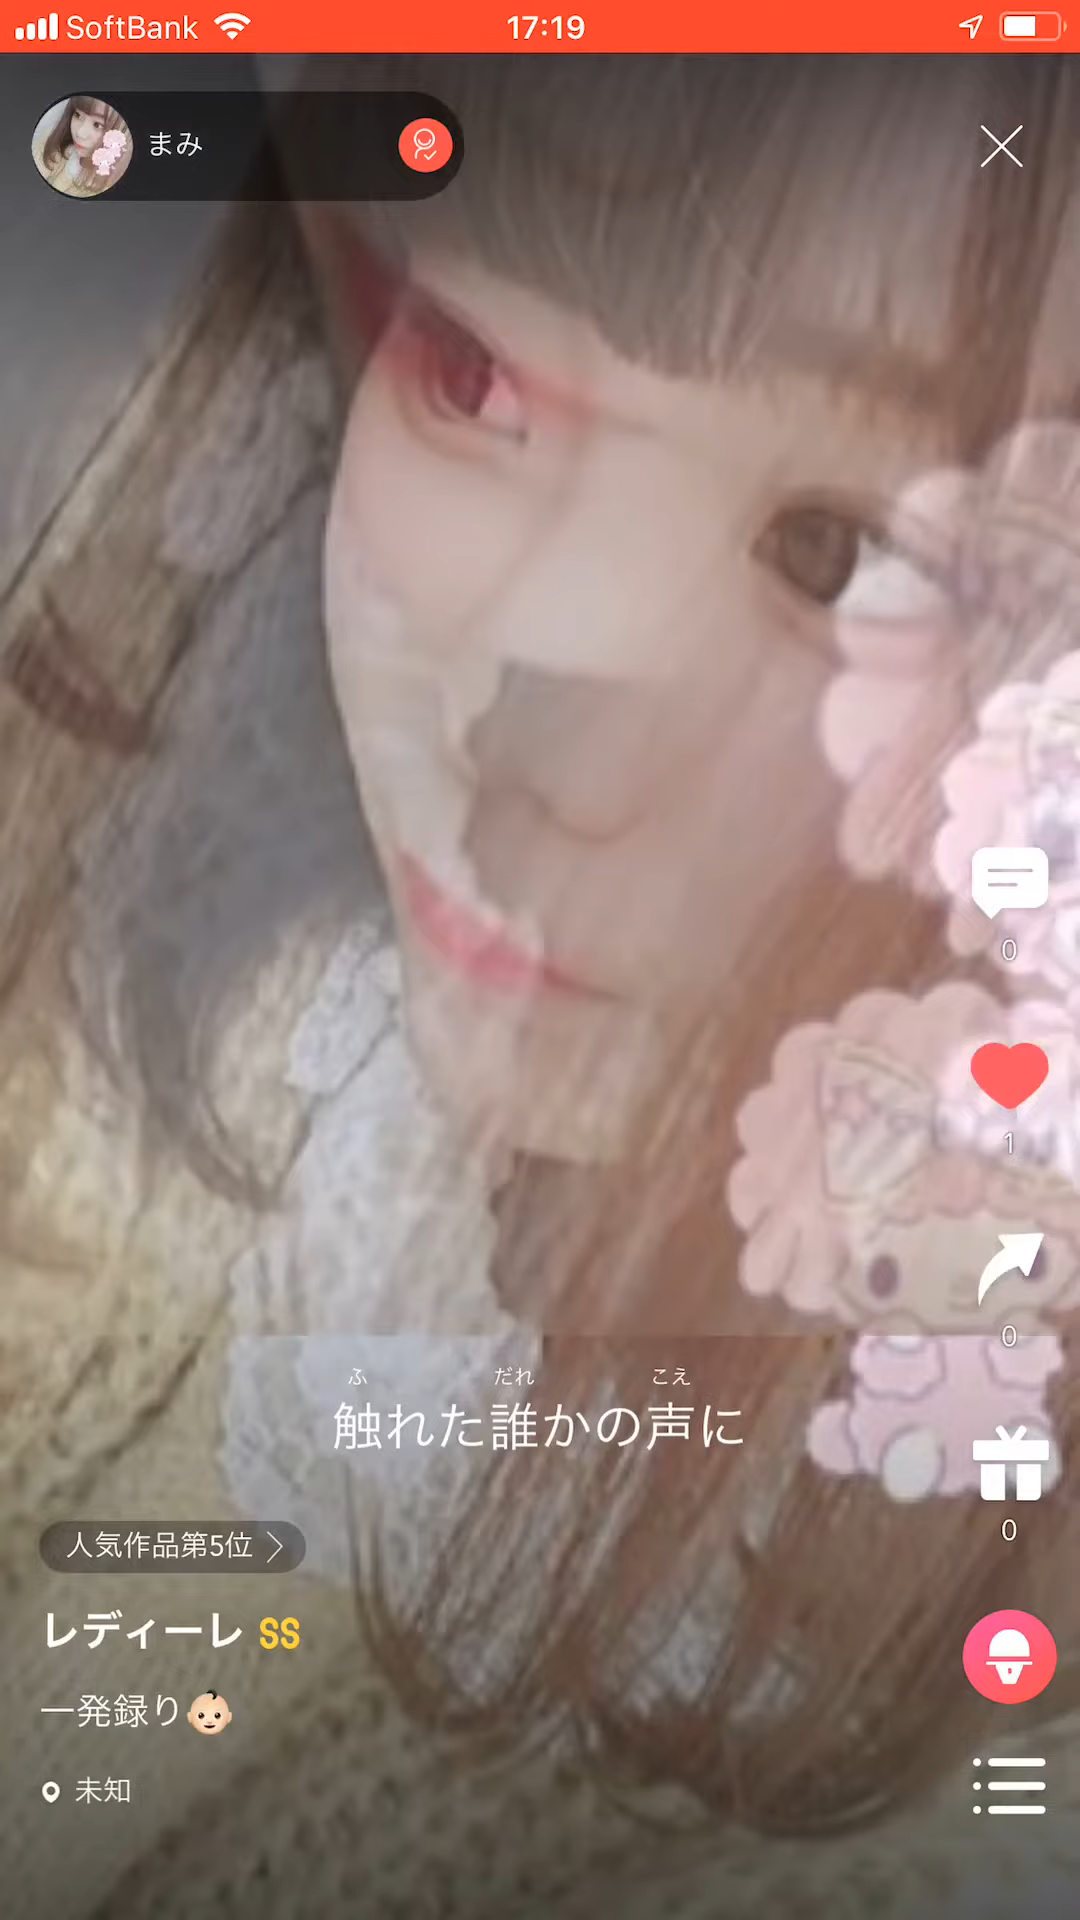 SoftBank 17:19
まみ
0
1
0
ふ だれ こえ
触れた誰かの声に
0
人気作品第5位
レディーレ SS
一発録り👶🏻
未知